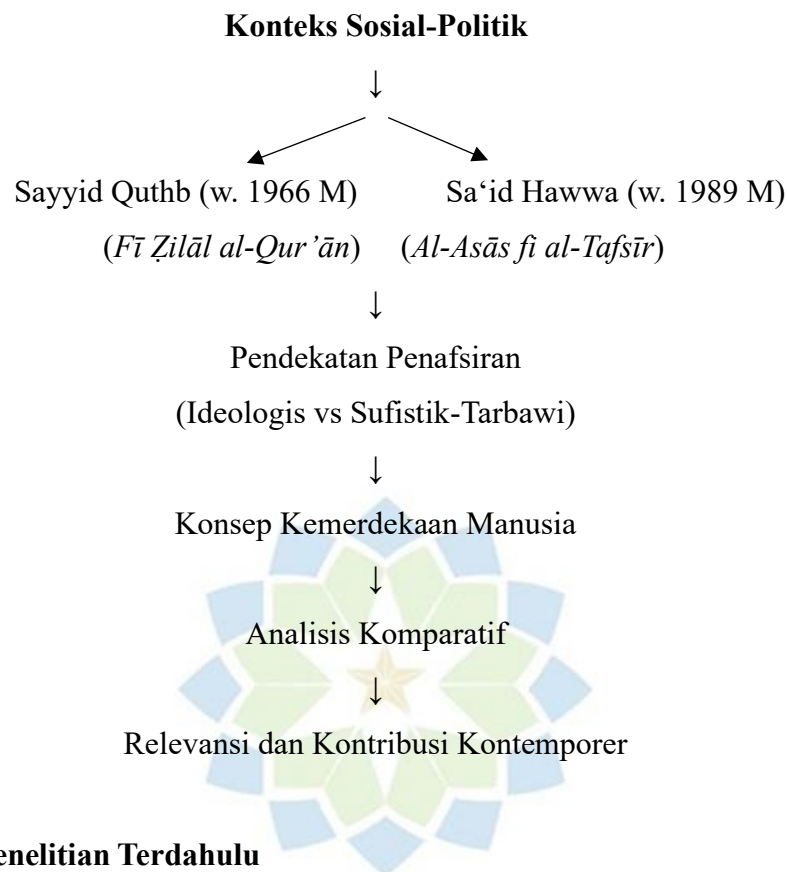 Konteks Sosial-Politik
↓
Sayyid Quthb (w. 1966 M) Sa‘id Hawwa (w. 1989 M)
(Fī Ẓilāl al-Qur’ān) (Al-Asās fī al-Tafsīr)
↓
Pendekatan Penafsiran
(Ideologis vs Sufistik-Tarbawi)
↓
Konsep Kemerdekaan Manusia
↓
Analisis Komparatif
↓
Relevansi dan Kontribusi Kontemporer
enelitian Terdahulu